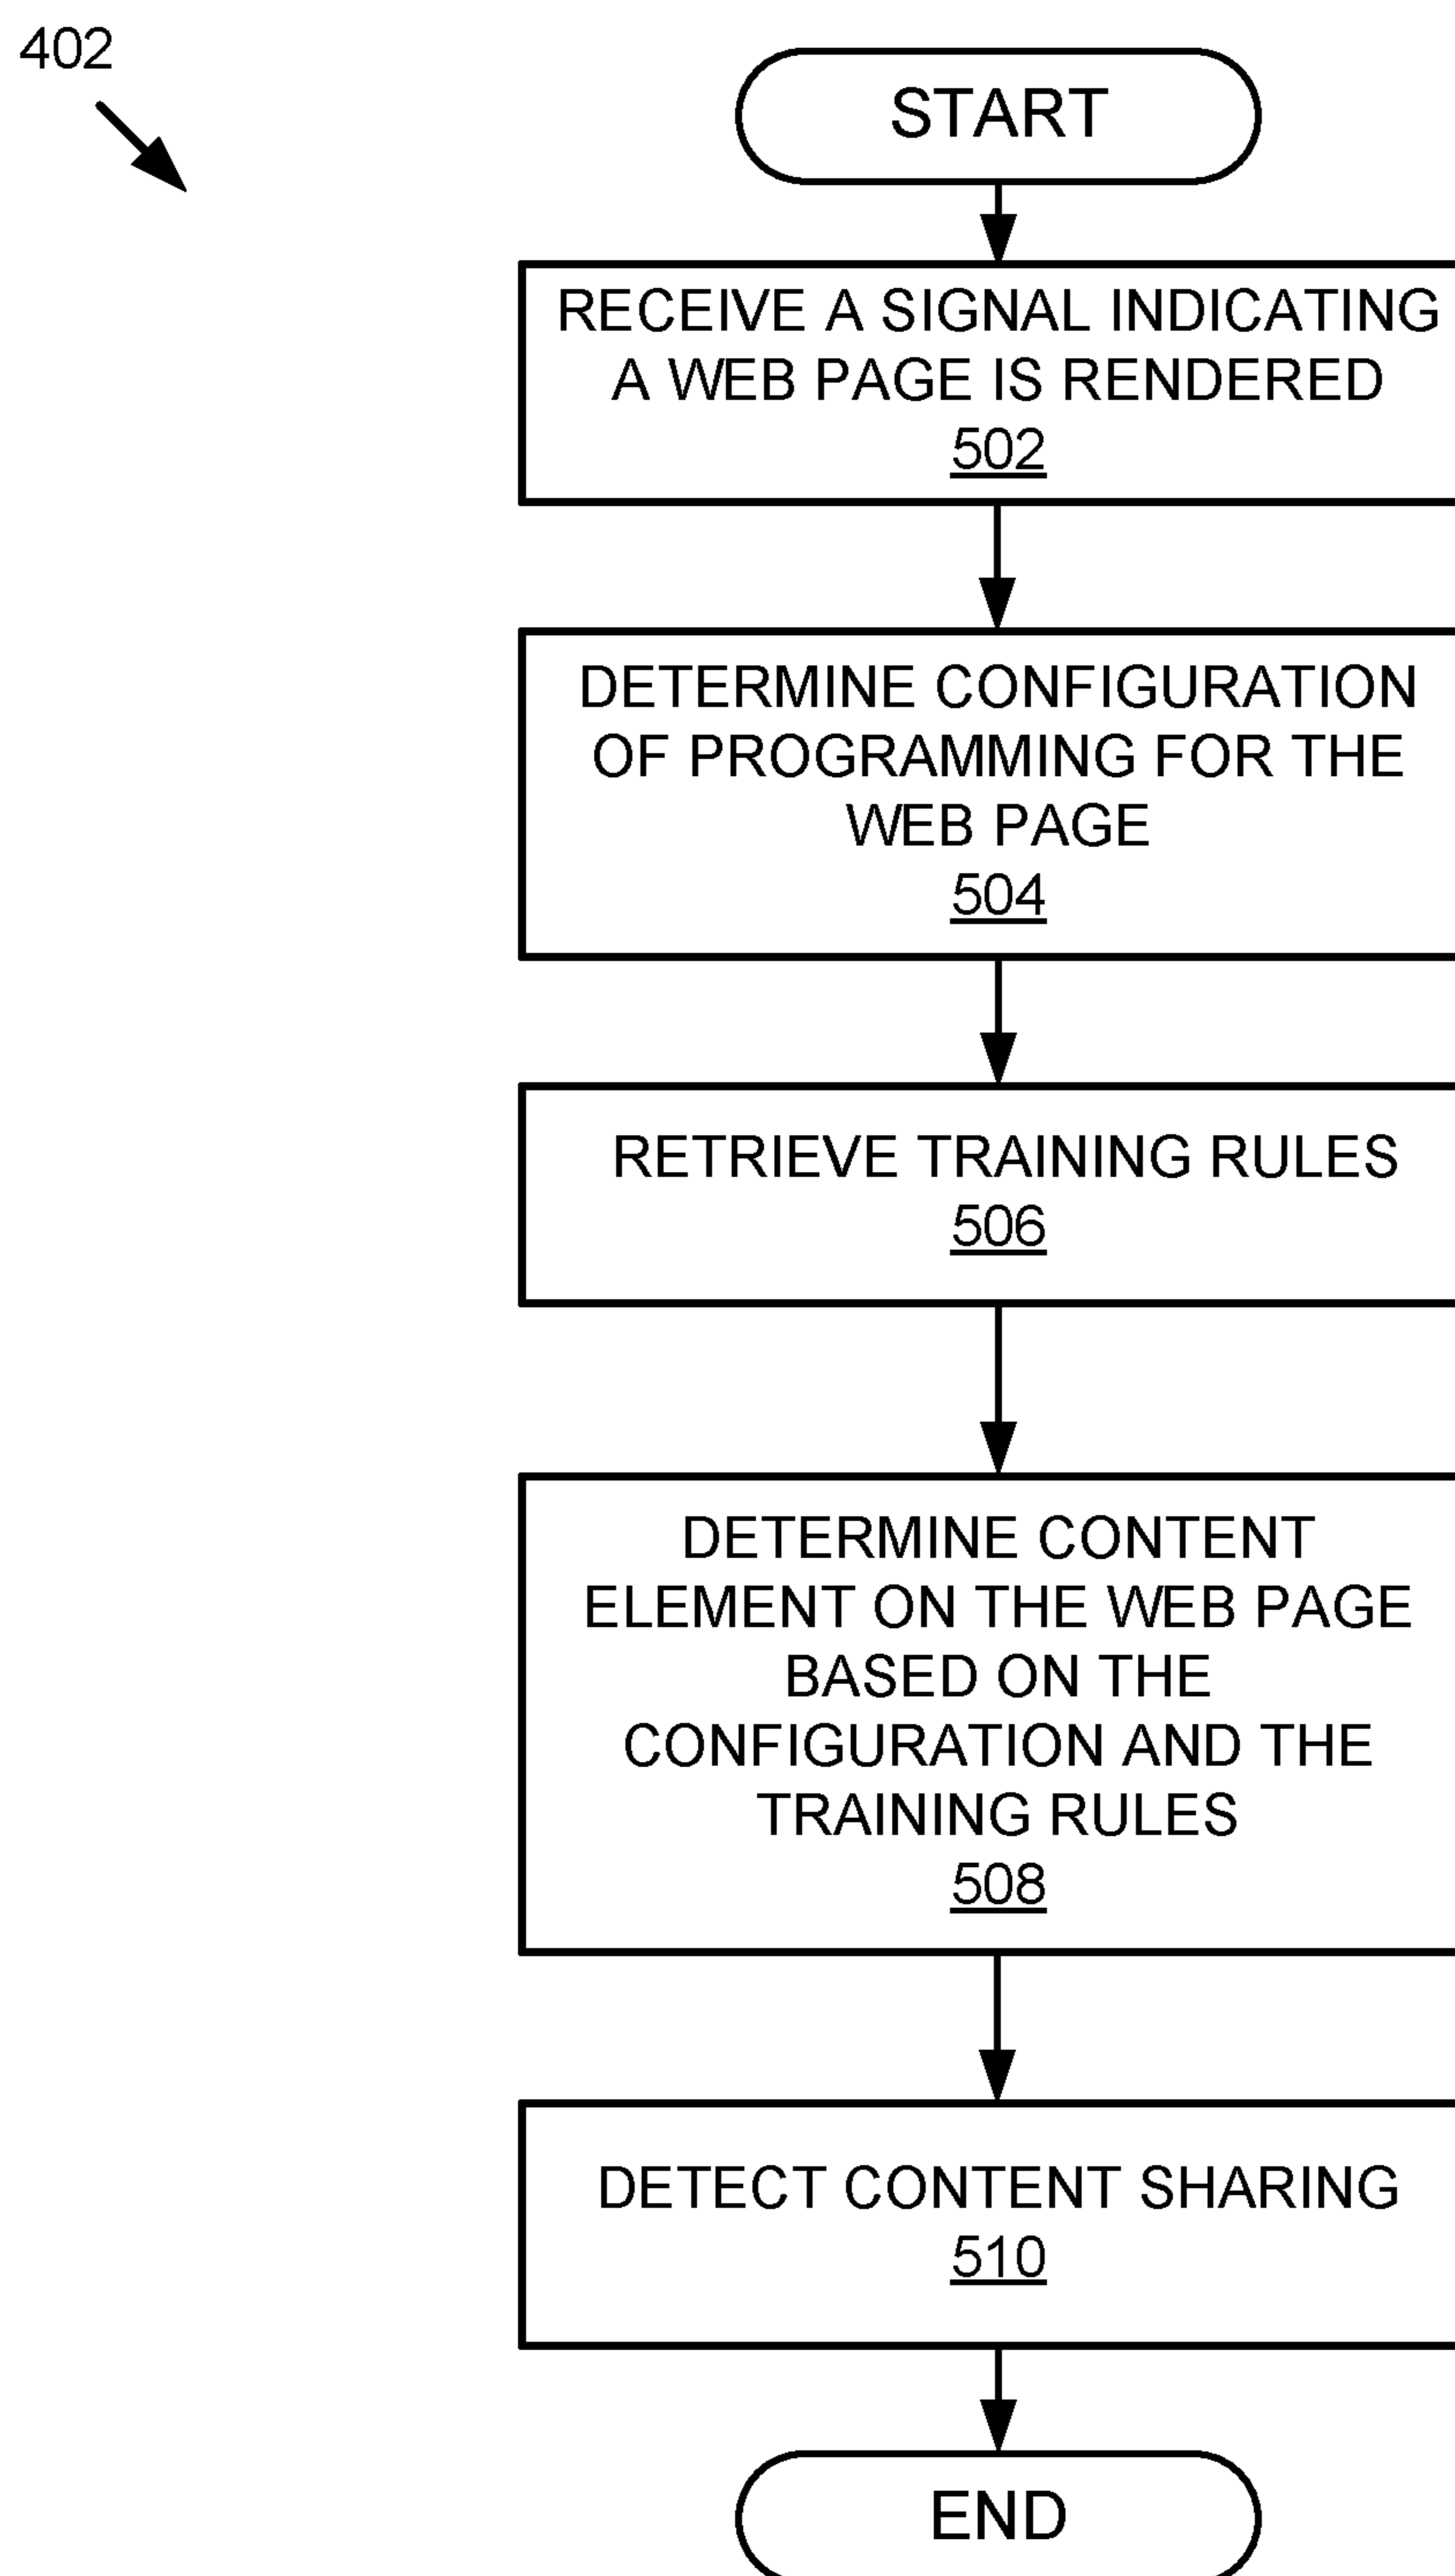 402
START
RECEIVE A SIGNAL INDICATING
A WEB PAGE IS RENDERED
502
DETERMINE CONFIGURATION
OF PROGRAMMING FOR THE
WEB PAGE
504
RETRIEVE TRAINING RULES
506
DETERMINE CONTENT
ELEMENT ON THE WEB PAGE
BASED ON THE
CONFIGURATION AND THE
TRAINING RULES
508
DETECT CONTENT SHARING
510
END